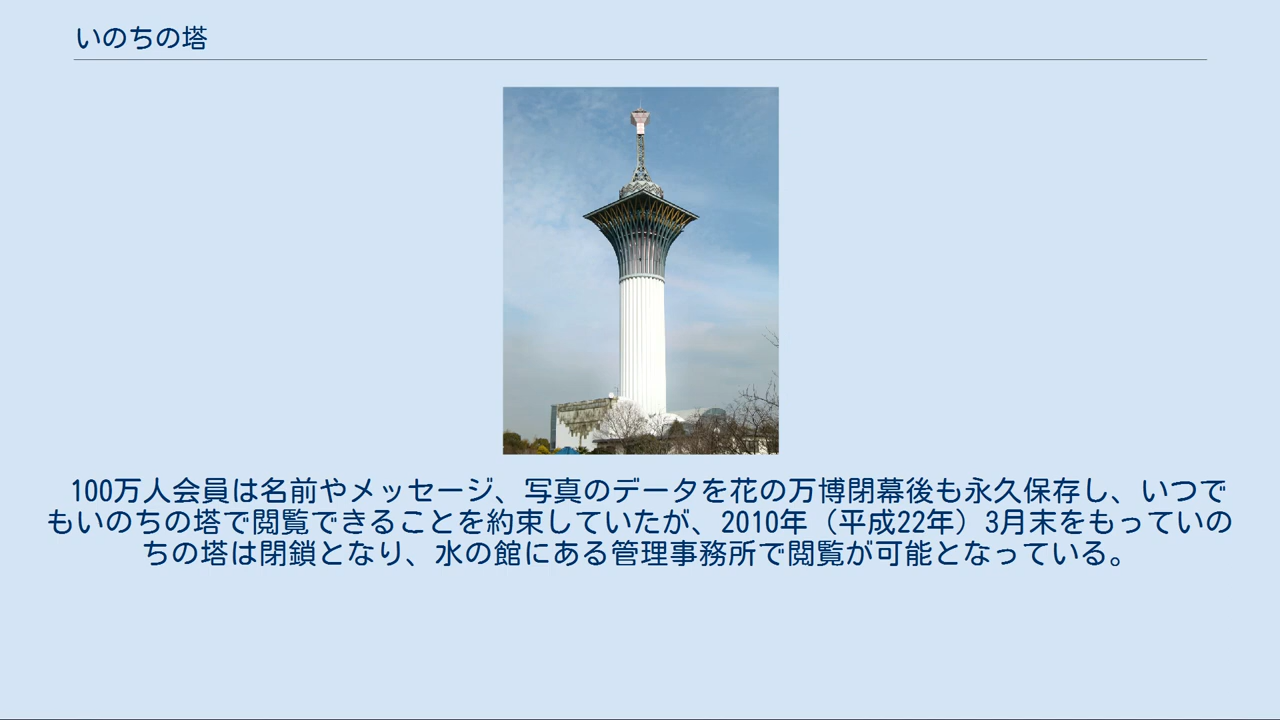 いのちの塔
100万人会員は名前やメッセージ、写真のデータを花の万博閉幕後も永久保存し、いつで
もいのちの塔で閲覧できることを約束していたが、2010年（平成22年）3月末をもっていの
ちの塔は閉鎖となり、水の館にある管理事務所で閲覧が可能となっている。